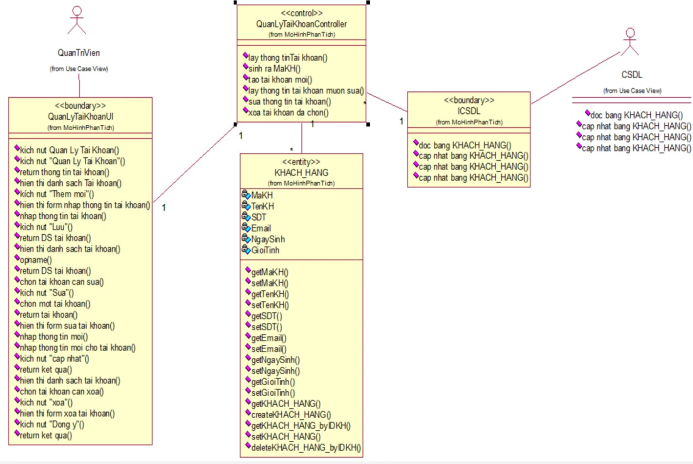 QuanTriVien
(from Use Case View)
<<boundary>>
QuanLyTaiKhoanUI
(from MoHinhPhanTich)
kich nut Quan Ly Tai Khoan()
kich nut "Quan Ly Tai Khoan"()
return thong tin tai khoan()
hien thi danh sach Tai khoan()
kich nut "Them moi"()
hien thi form nhap thong tin tai khoan()
nhap thong tin tai khoan()
kich nut "Luu"()
return DS tai khoan()
hien thi danh sach tai khoan()
opname()
return DS tai khoan()
chon tai khoan can sua()
kich nut "Sua"()
chon mot tai khoan()
return tai khoan()
hien thi form sua tai khoan()
nhap thong tin moi()
nhap thong tin moi cho tai khoan()
kich nut "cap nhat"()
return ket qua()
hien thi danh sach tai khoan()
chon tai khoan can xoa()
kich nut "xoa"()
hien thi form xoa tai khoan()
kich nut "Dong y"()
return ket qua()
<<control>>
QuanLyTaiKhoanController
(from MoHinhPhanTich)
lay thong tinTai khoan()
sinh ra MaKH()
tao tai khoan moi()
lay thong tin tai khoan muon sua()
sua thong tin tai khoan()
xoa tai khoan da chon()
1
1
1
*
*
1
<<entity>>
KHACH_HANG
(from MoHinhPhanTich)
MaKH
TenKH
SDT
Email
NgaySinh
GioiTinh
getMaKH()
setMaKH()
getTenKH()
setTenKH()
getSDT()
setSDT()
getEmail()
setEmail()
getNgaySinh()
setNgaySinh()
getGioiTinh()
setGioiTinh()
getKHACH_HANG()
createKHACH_HANG()
getKHACH_HANG_byIDKH()
setKHACH_HANG()
deleteKHACH_HANG_byIDKH()
<<boundary>>
ICSDL
(from MoHinhPhanTich)
doc bang KHACH_HANG()
cap nhat bang KHACH_HANG()
cap nhat bang KHACH_HANG()
cap nhat bang KHACH_HANG()
CSDL
(from Use Case View)
doc bang KHACH_HANG()
cap nhat bang KHACH_HANG()
cap nhat bang KHACH_HANG()
cap nhat bang KHACH_HANG()